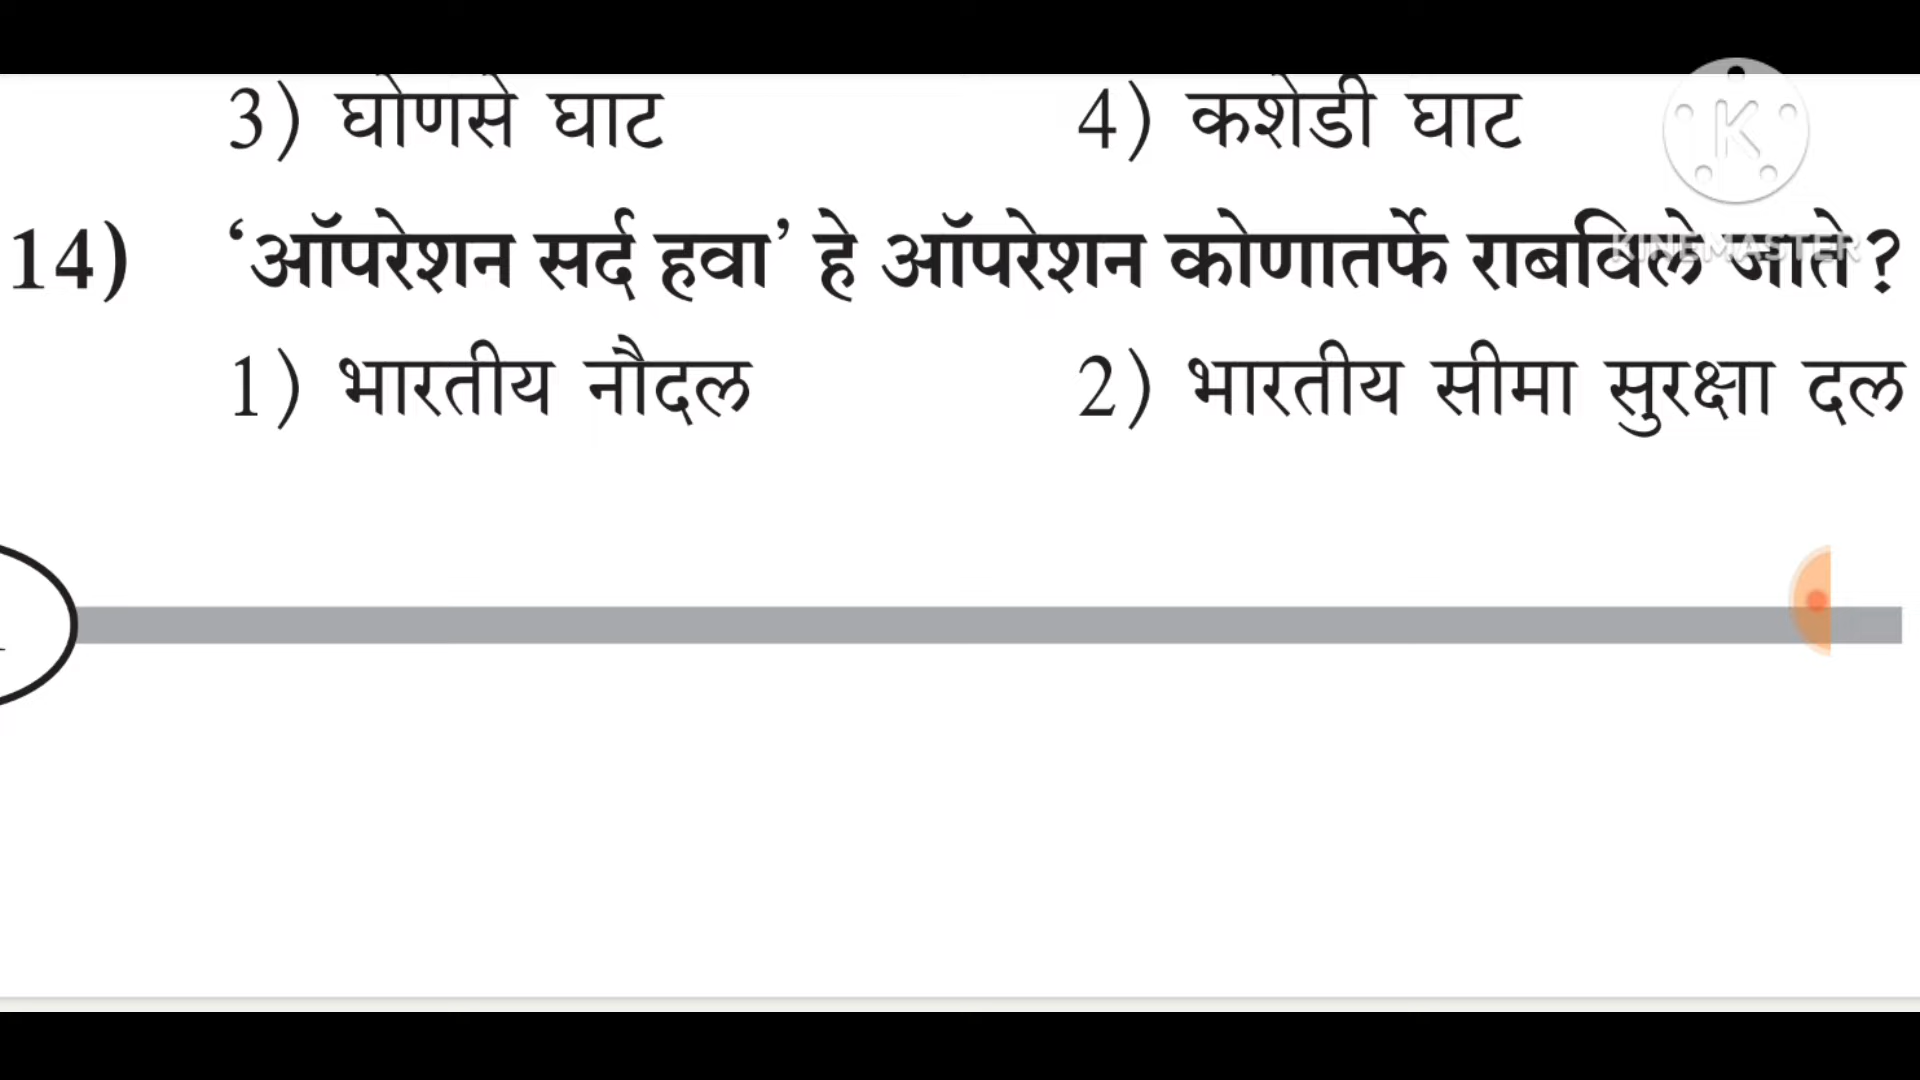 3) घोणसे घाट 4) कशेडी घाट
K
KINEMASTER
14) ‘ऑपरेशन सर्द हवा’ हे ऑपरेशन कोणातर्फे राबविले जाते?
1) भारतीय नौदल 2) भारतीय सीमा सुरक्षा दल